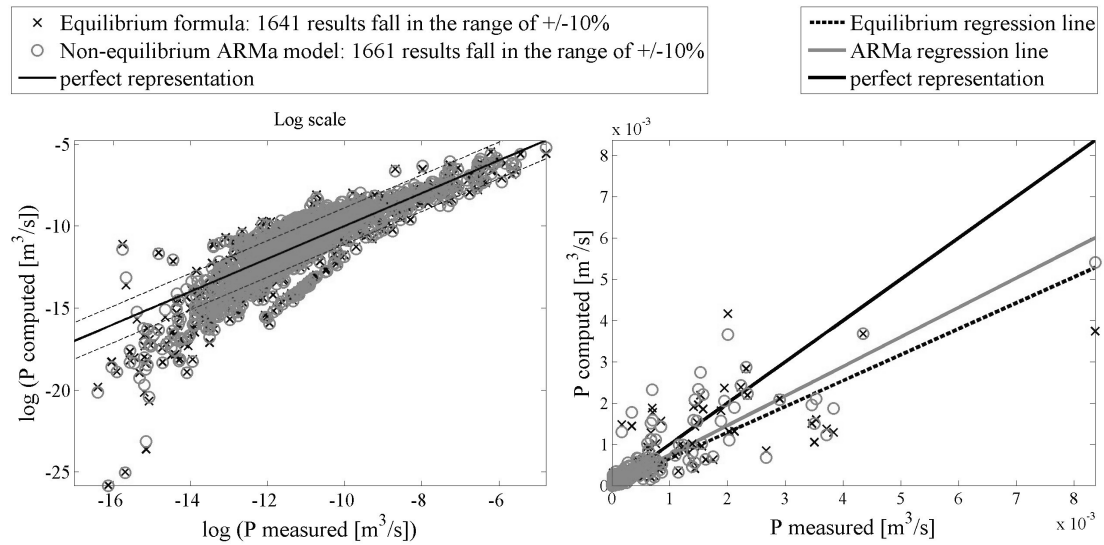 Equilibrium formula: 1641 results fall in the range of +/-10%
Non-equilibrium ARMa model: 1661 results fall in the range of +/-10%
perfect representation
Equilibrium regression line
ARMa regression line
perfect representation
Log scale
-5
-10
-15
-20
-25
-16
-14
-12
-10
-8
-6
log (P computed [m³/s])
log (P measured [m³/s])
x 10⁻³
8
7
6
5
4
3
2
1
0
0
1
2
3
4
5
6
7
8
x 10⁻³
P computed [m³/s]
P measured [m³/s]